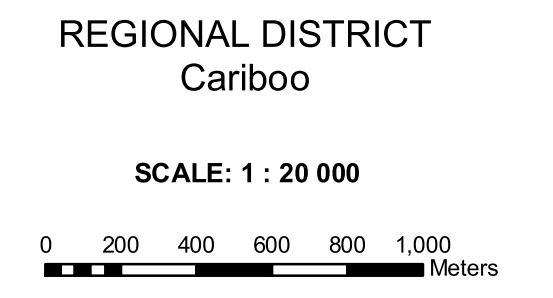 REGIONAL DISTRICT
Cariboo
SCALE: 1 : 20 000
0 200 400 600 800 1,000
Meters